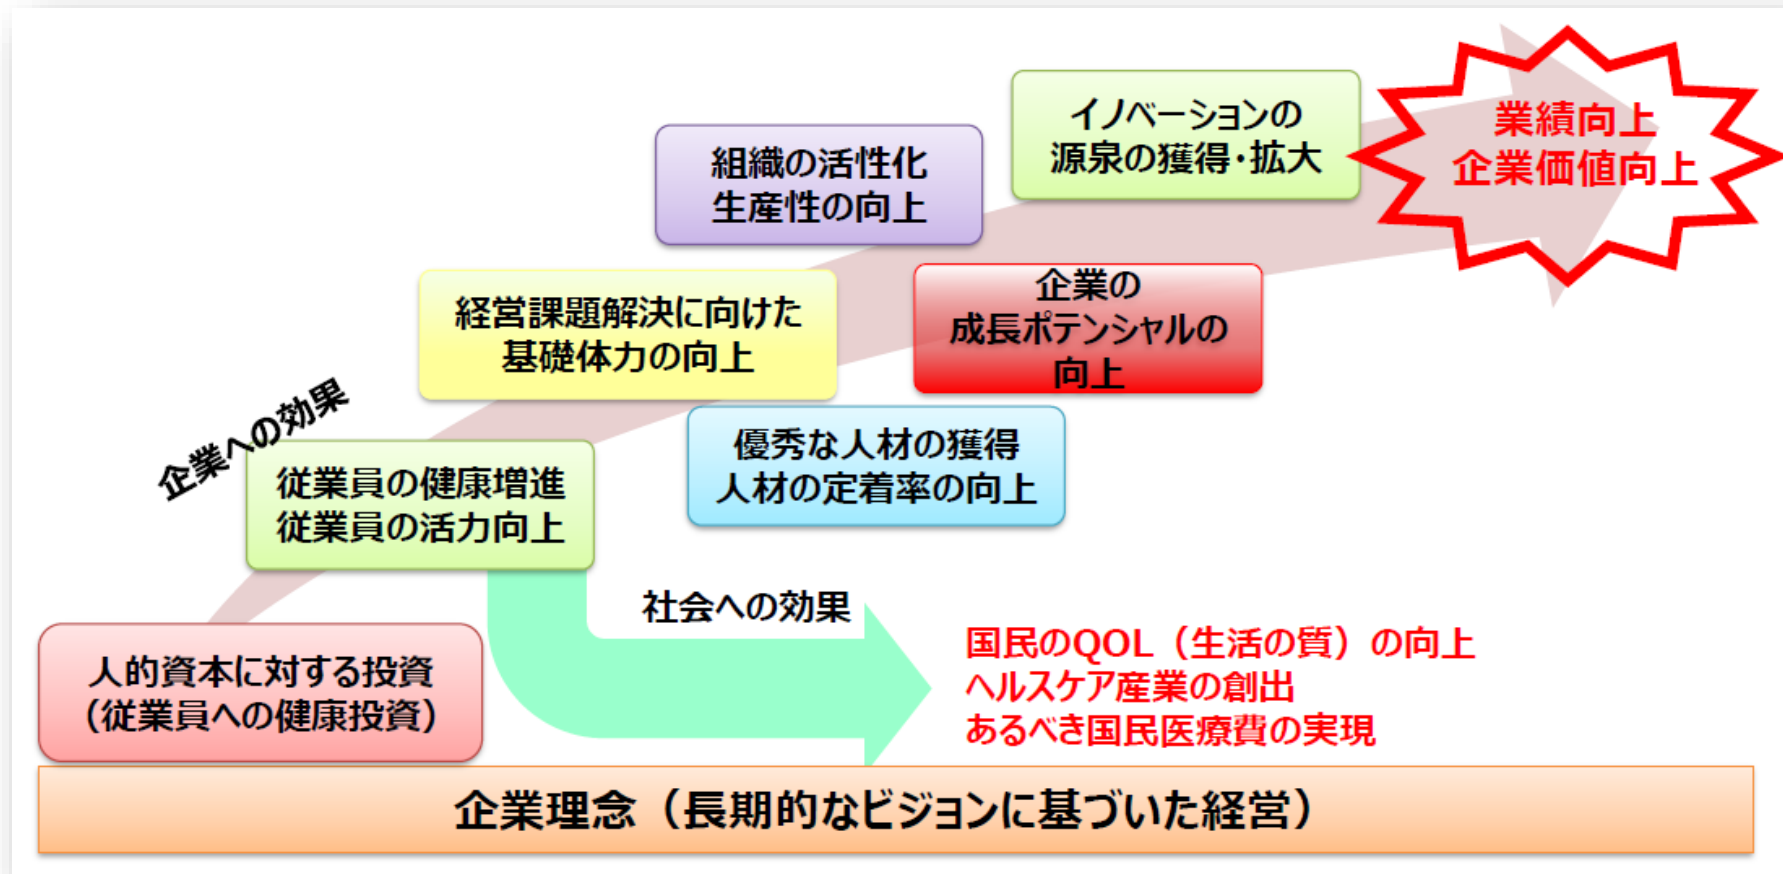 イノベーションの
源泉の獲得・拡大
業績向上
企業価値向上
組織の活性化
生産性の向上
経営課題解決に向けた
基礎体力の向上
企業の
成長ポテンシャルの
向上
企業への効果
優秀な人材の獲得
人材の定着率の向上
従業員の健康増進
従業員の活力向上
社会への効果
国民のQOL（生活の質）の向上
ヘルスケア産業の創出
あるべき国民医療費の実現
人的資本に対する投資
（従業員への健康投資）
企業理念（長期的なビジョンに基づいた経営）